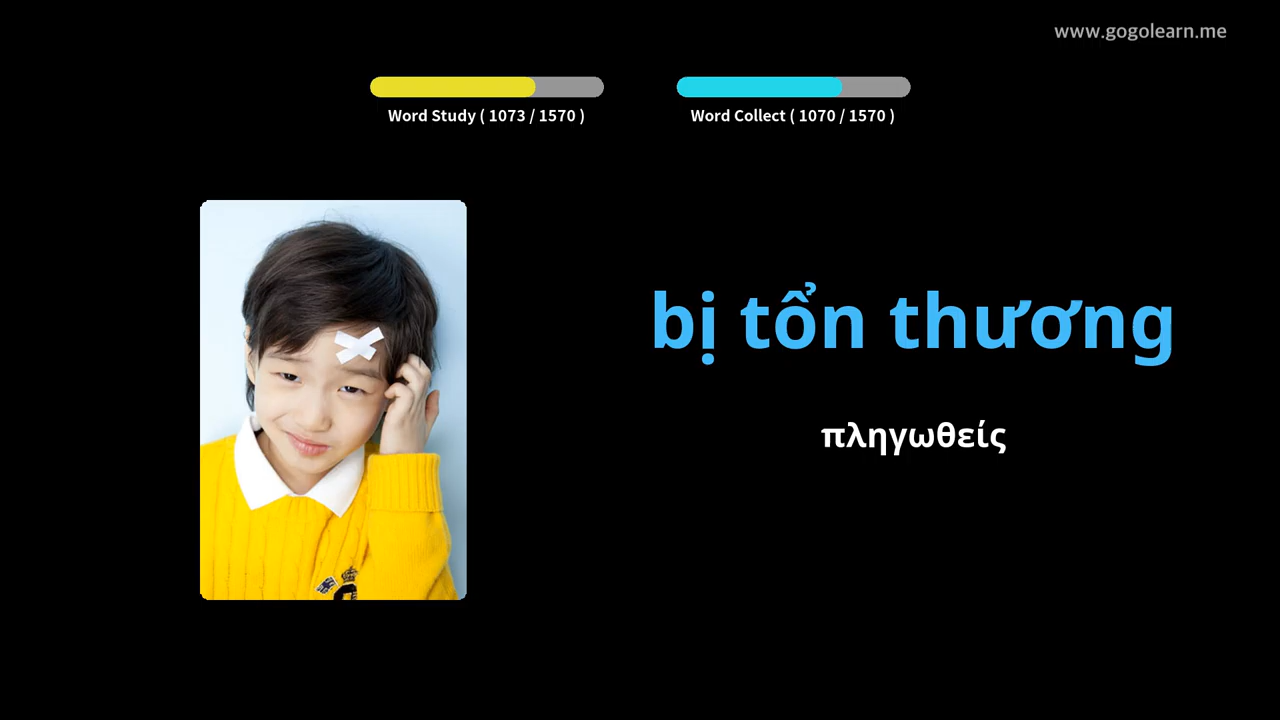 www.gogolearn.me
Word Study ( 1073 / 1570 )
Word Collect ( 1070 / 1570 )
bị tổn thương
πληγωθείς